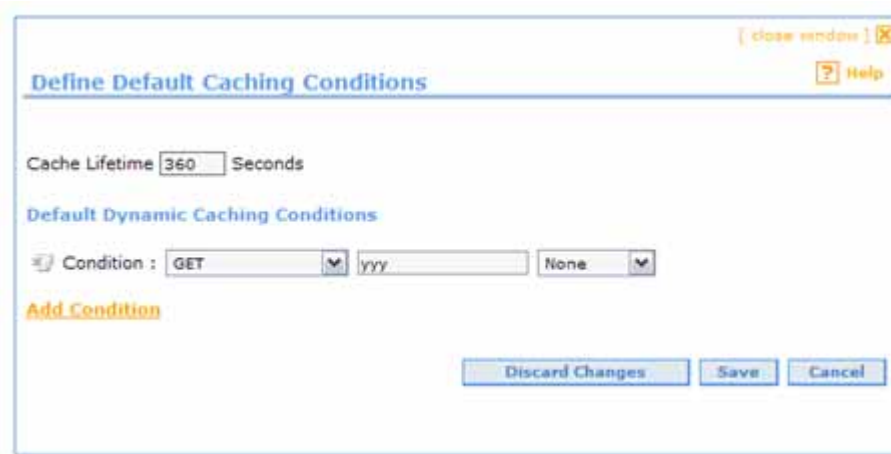 [ close window ]
Define Default Caching Conditions
Help
Cache Lifetime 360 Seconds
Default Dynamic Caching Conditions
Condition : GET yyy None
Add Condition
Discard Changes Save Cancel